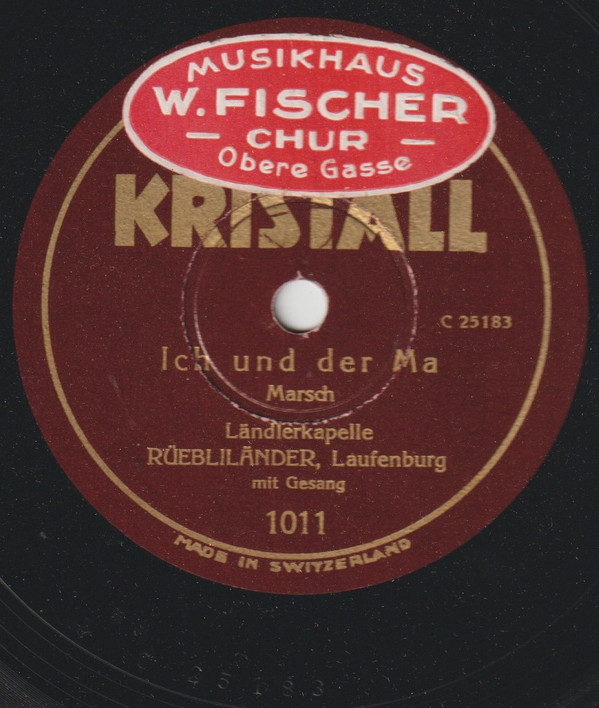 MUSIKHAUS
W. FISCHER
— CHUR —
Obere Gasse
KRISTALL
C 25183
Ich und der Ma
Marsch
Ländlerkapelle
RÜEBLILÄNDER, Laufenburg
mit Gesang
1011
MADE IN SWITZERLAND